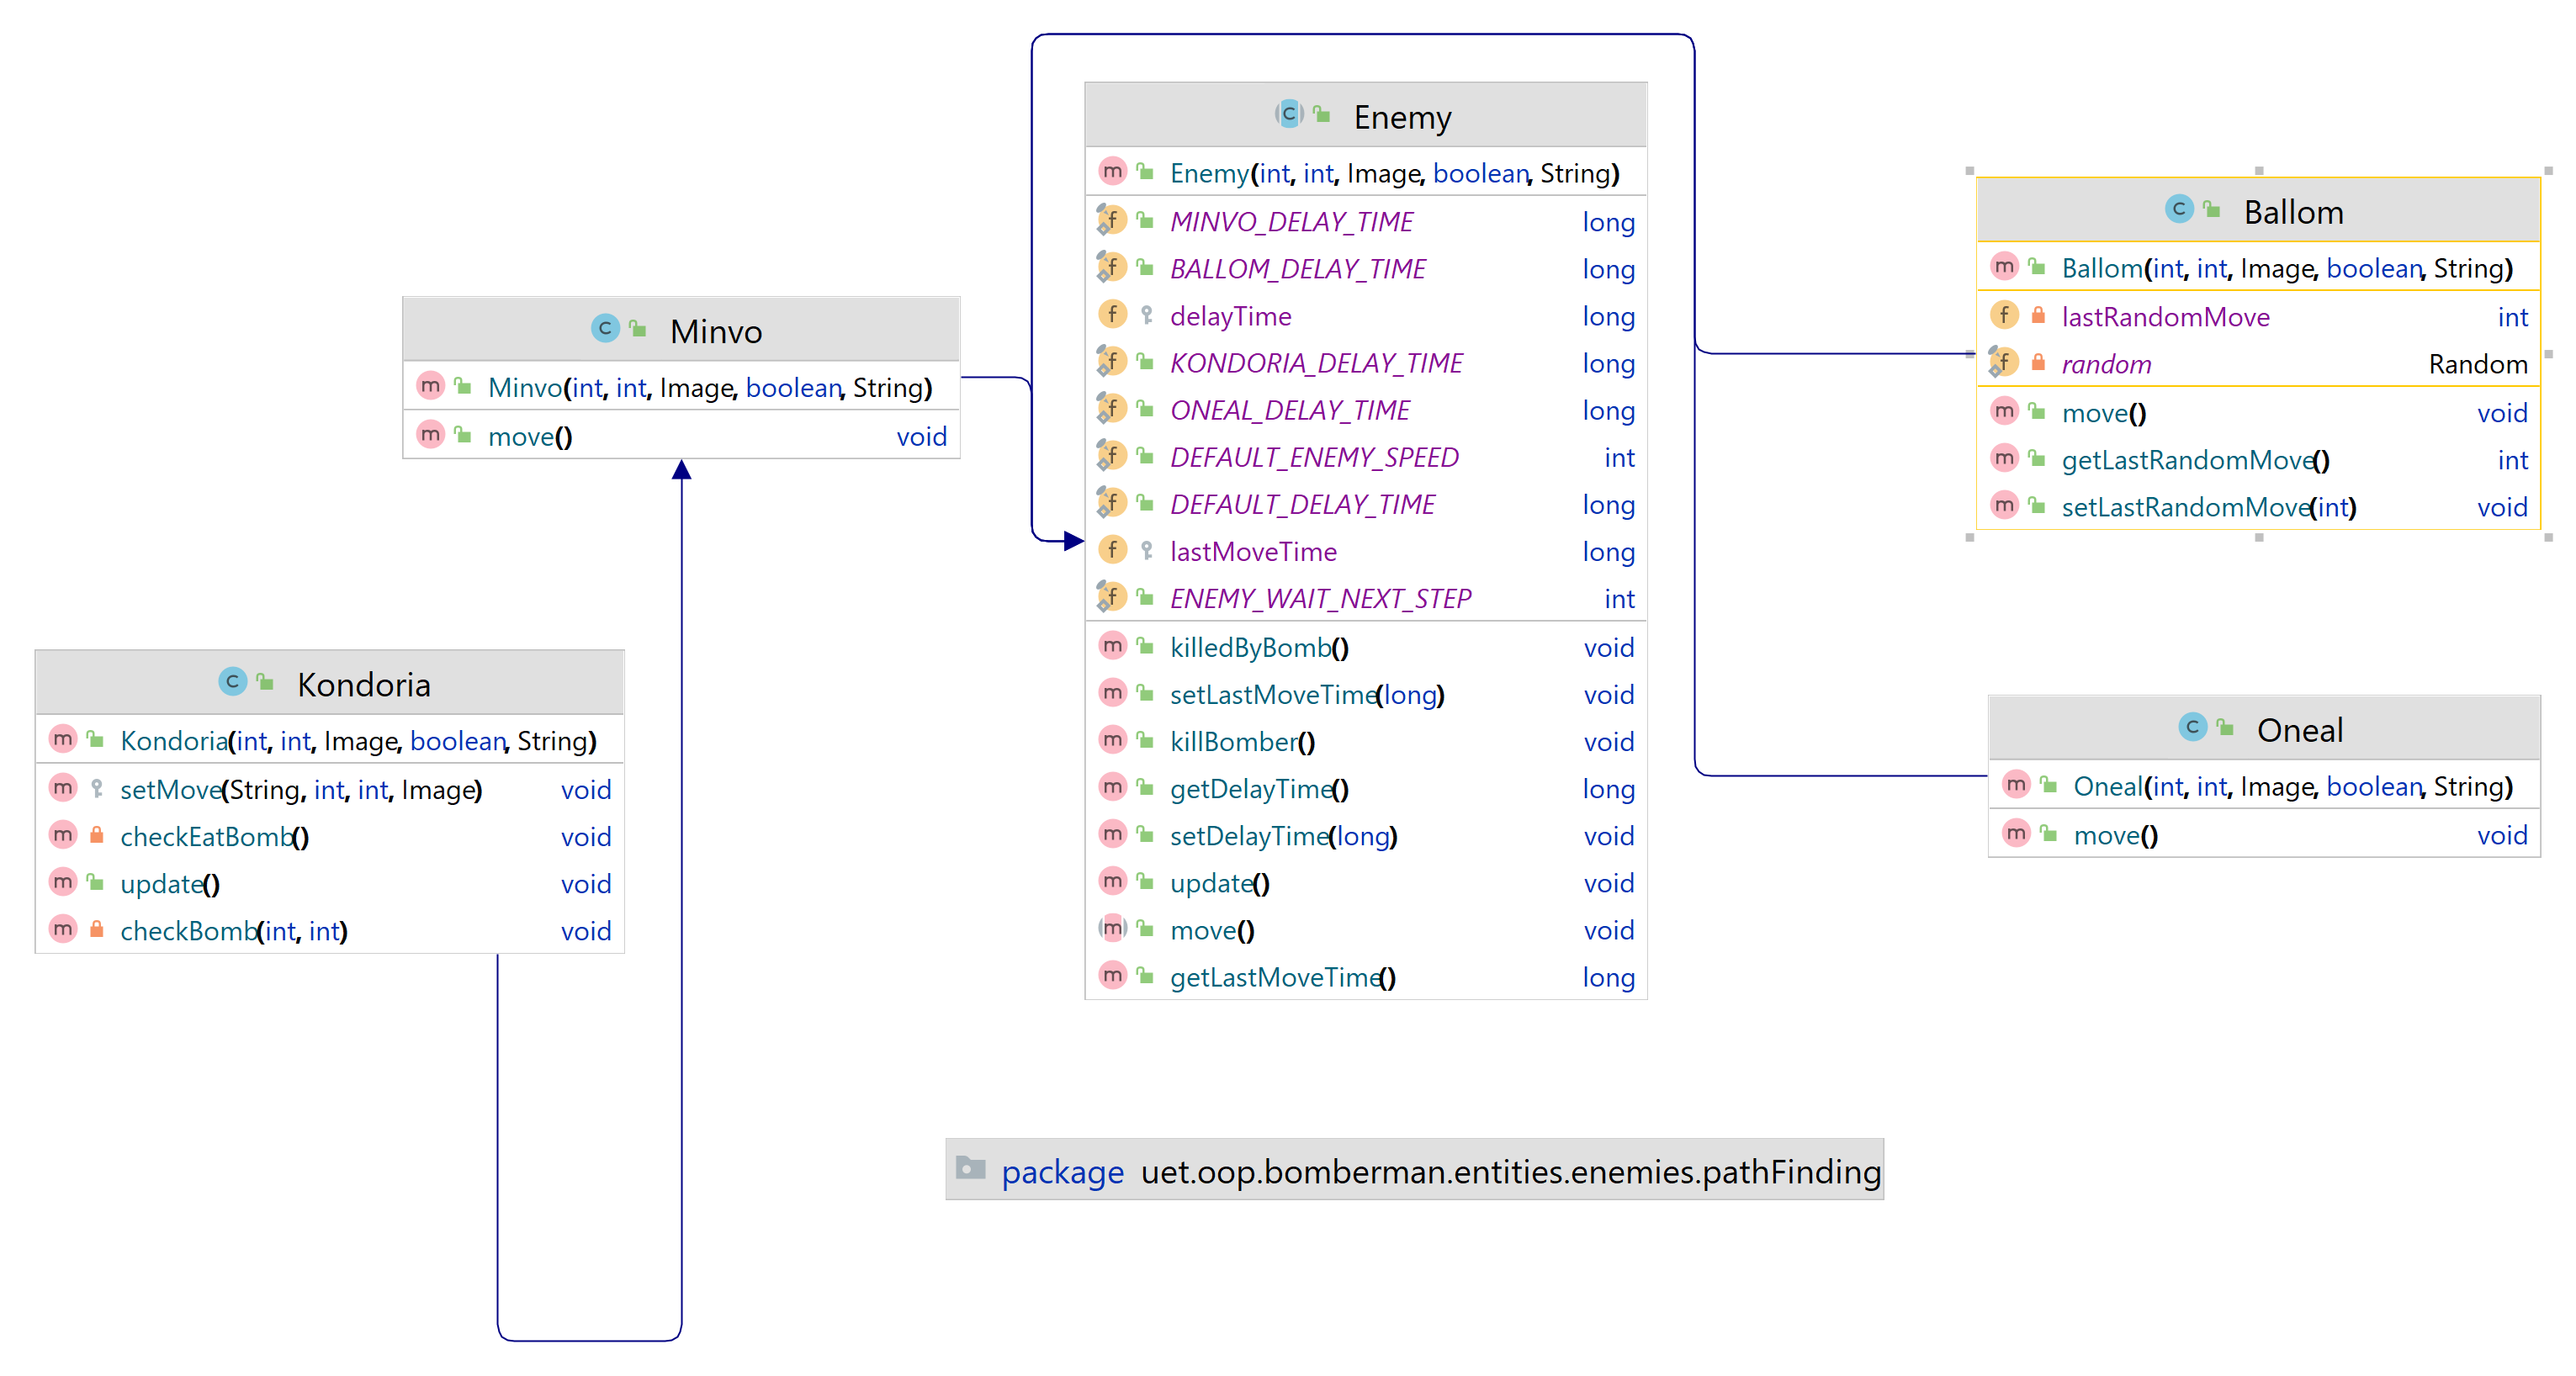 Enemy
Enemy(int, int, Image, boolean, String)
MINVO_DELAY_TIME long
BALLOM_DELAY_TIME long
delayTime long
KONDORIA_DELAY_TIME long
ONEAL_DELAY_TIME long
DEFAULT_ENEMY_SPEED int
DEFAULT_DELAY_TIME long
lastMoveTime long
ENEMY_WAIT_NEXT_STEP int
killedByBomb() void
setLastMoveTime(long) void
killBomber() void
getDelayTime() long
setDelayTime(long) void
update() void
move() void
getLastMoveTime() long
Ballom
Ballom(int, int, Image, boolean, String)
lastRandomMove int
random Random
move() void
getLastRandomMove() int
setLastRandomMove(int) void
Minvo
Minvo(int, int, Image, boolean, String)
move() void
Kondoria
Kondoria(int, int, Image, boolean, String)
setMove(String, int, int, Image) void
checkEatBomb() void
update() void
checkBomb(int, int) void
Oneal
Oneal(int, int, Image, boolean, String)
move() void
package uet.oop.bomberman.entities.enemies.pathFinding